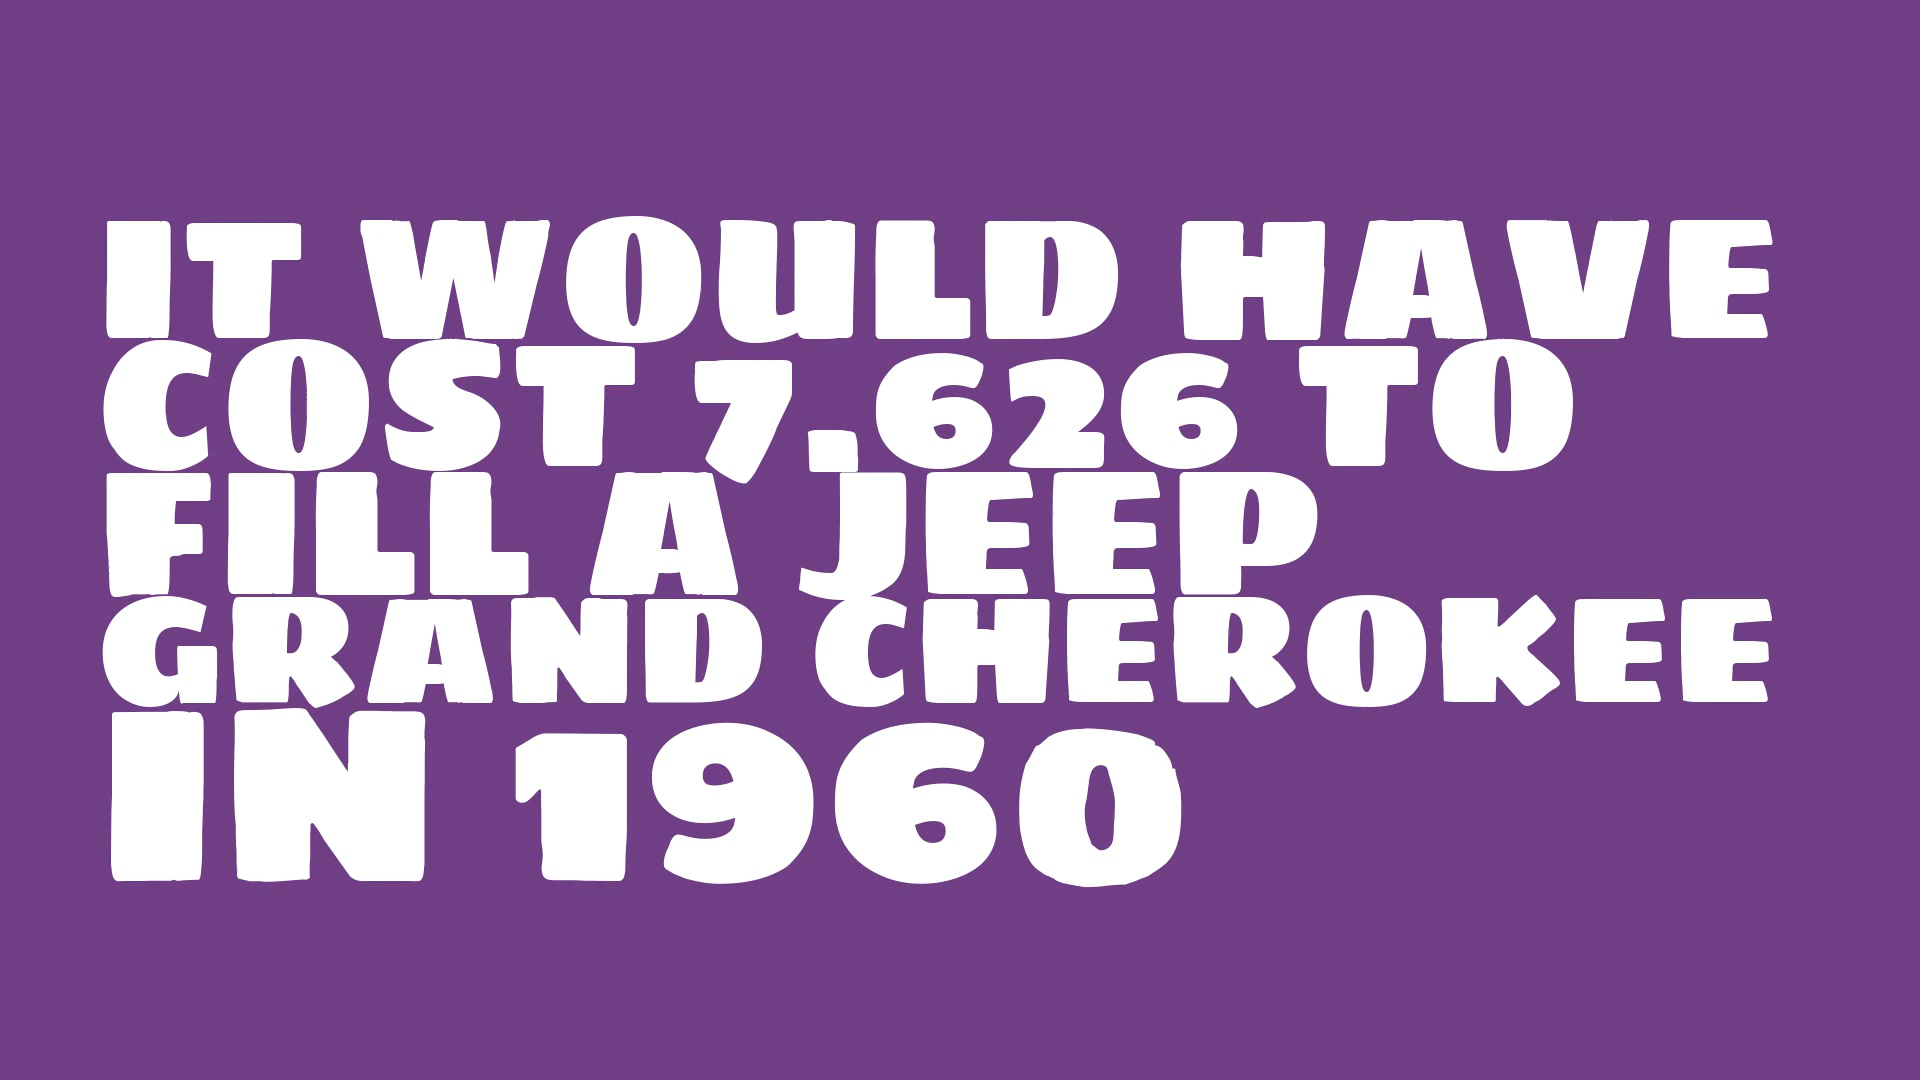 IT WOULD HAVE
COST 7,626 TO
FILL A JEEP
GRAND CHEROKEE
IN 1960